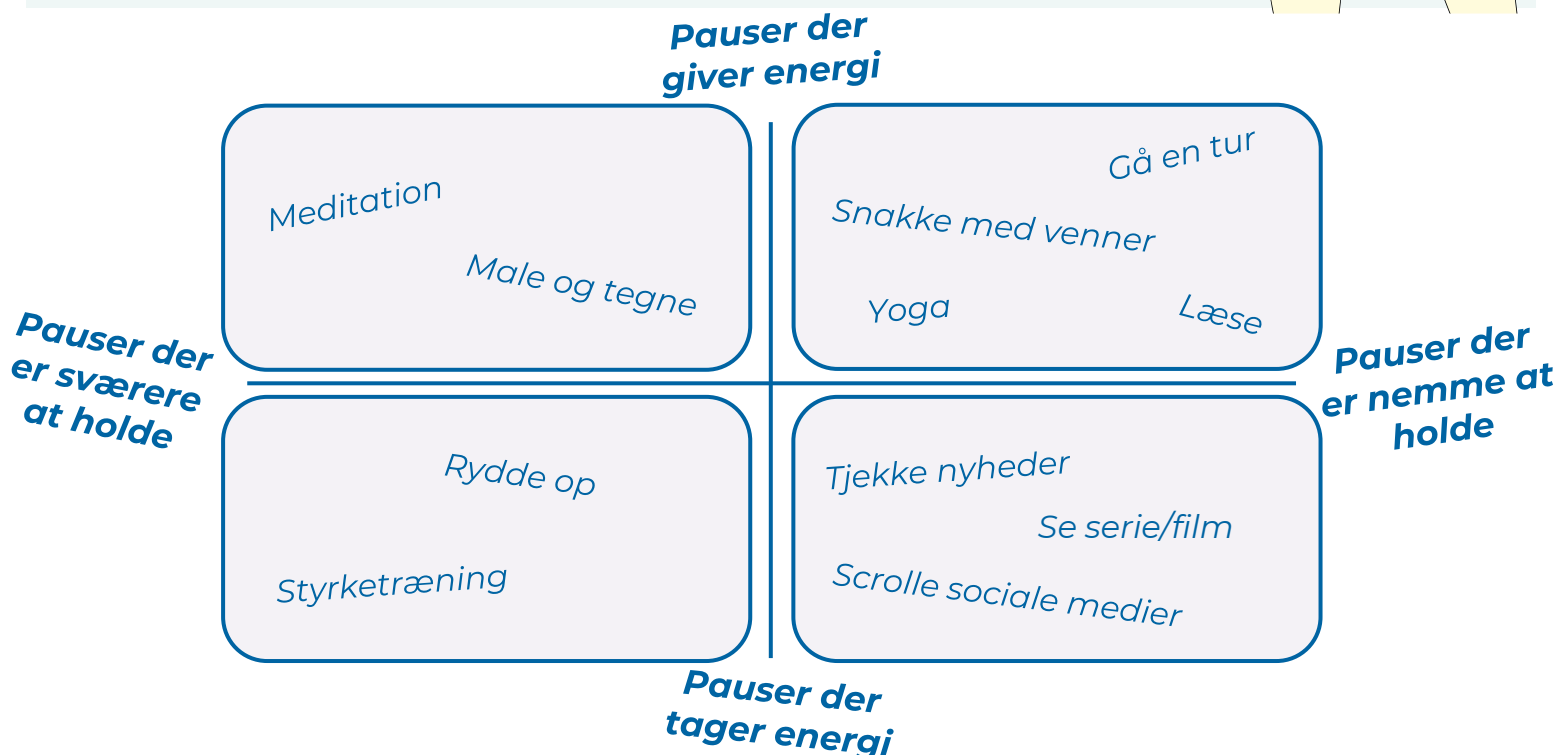 Pauser der
giver energi
Meditation
Male og tegne
Gå en tur
Snakke med venner
Yoga
Læse
Pauser der
er sværere
at holde
Pauser der
er nemme at
holde
Rydde op
Styrketræning
Tjekke nyheder
Se serie/film
Scrolle sociale medier
Pauser der
tager energi